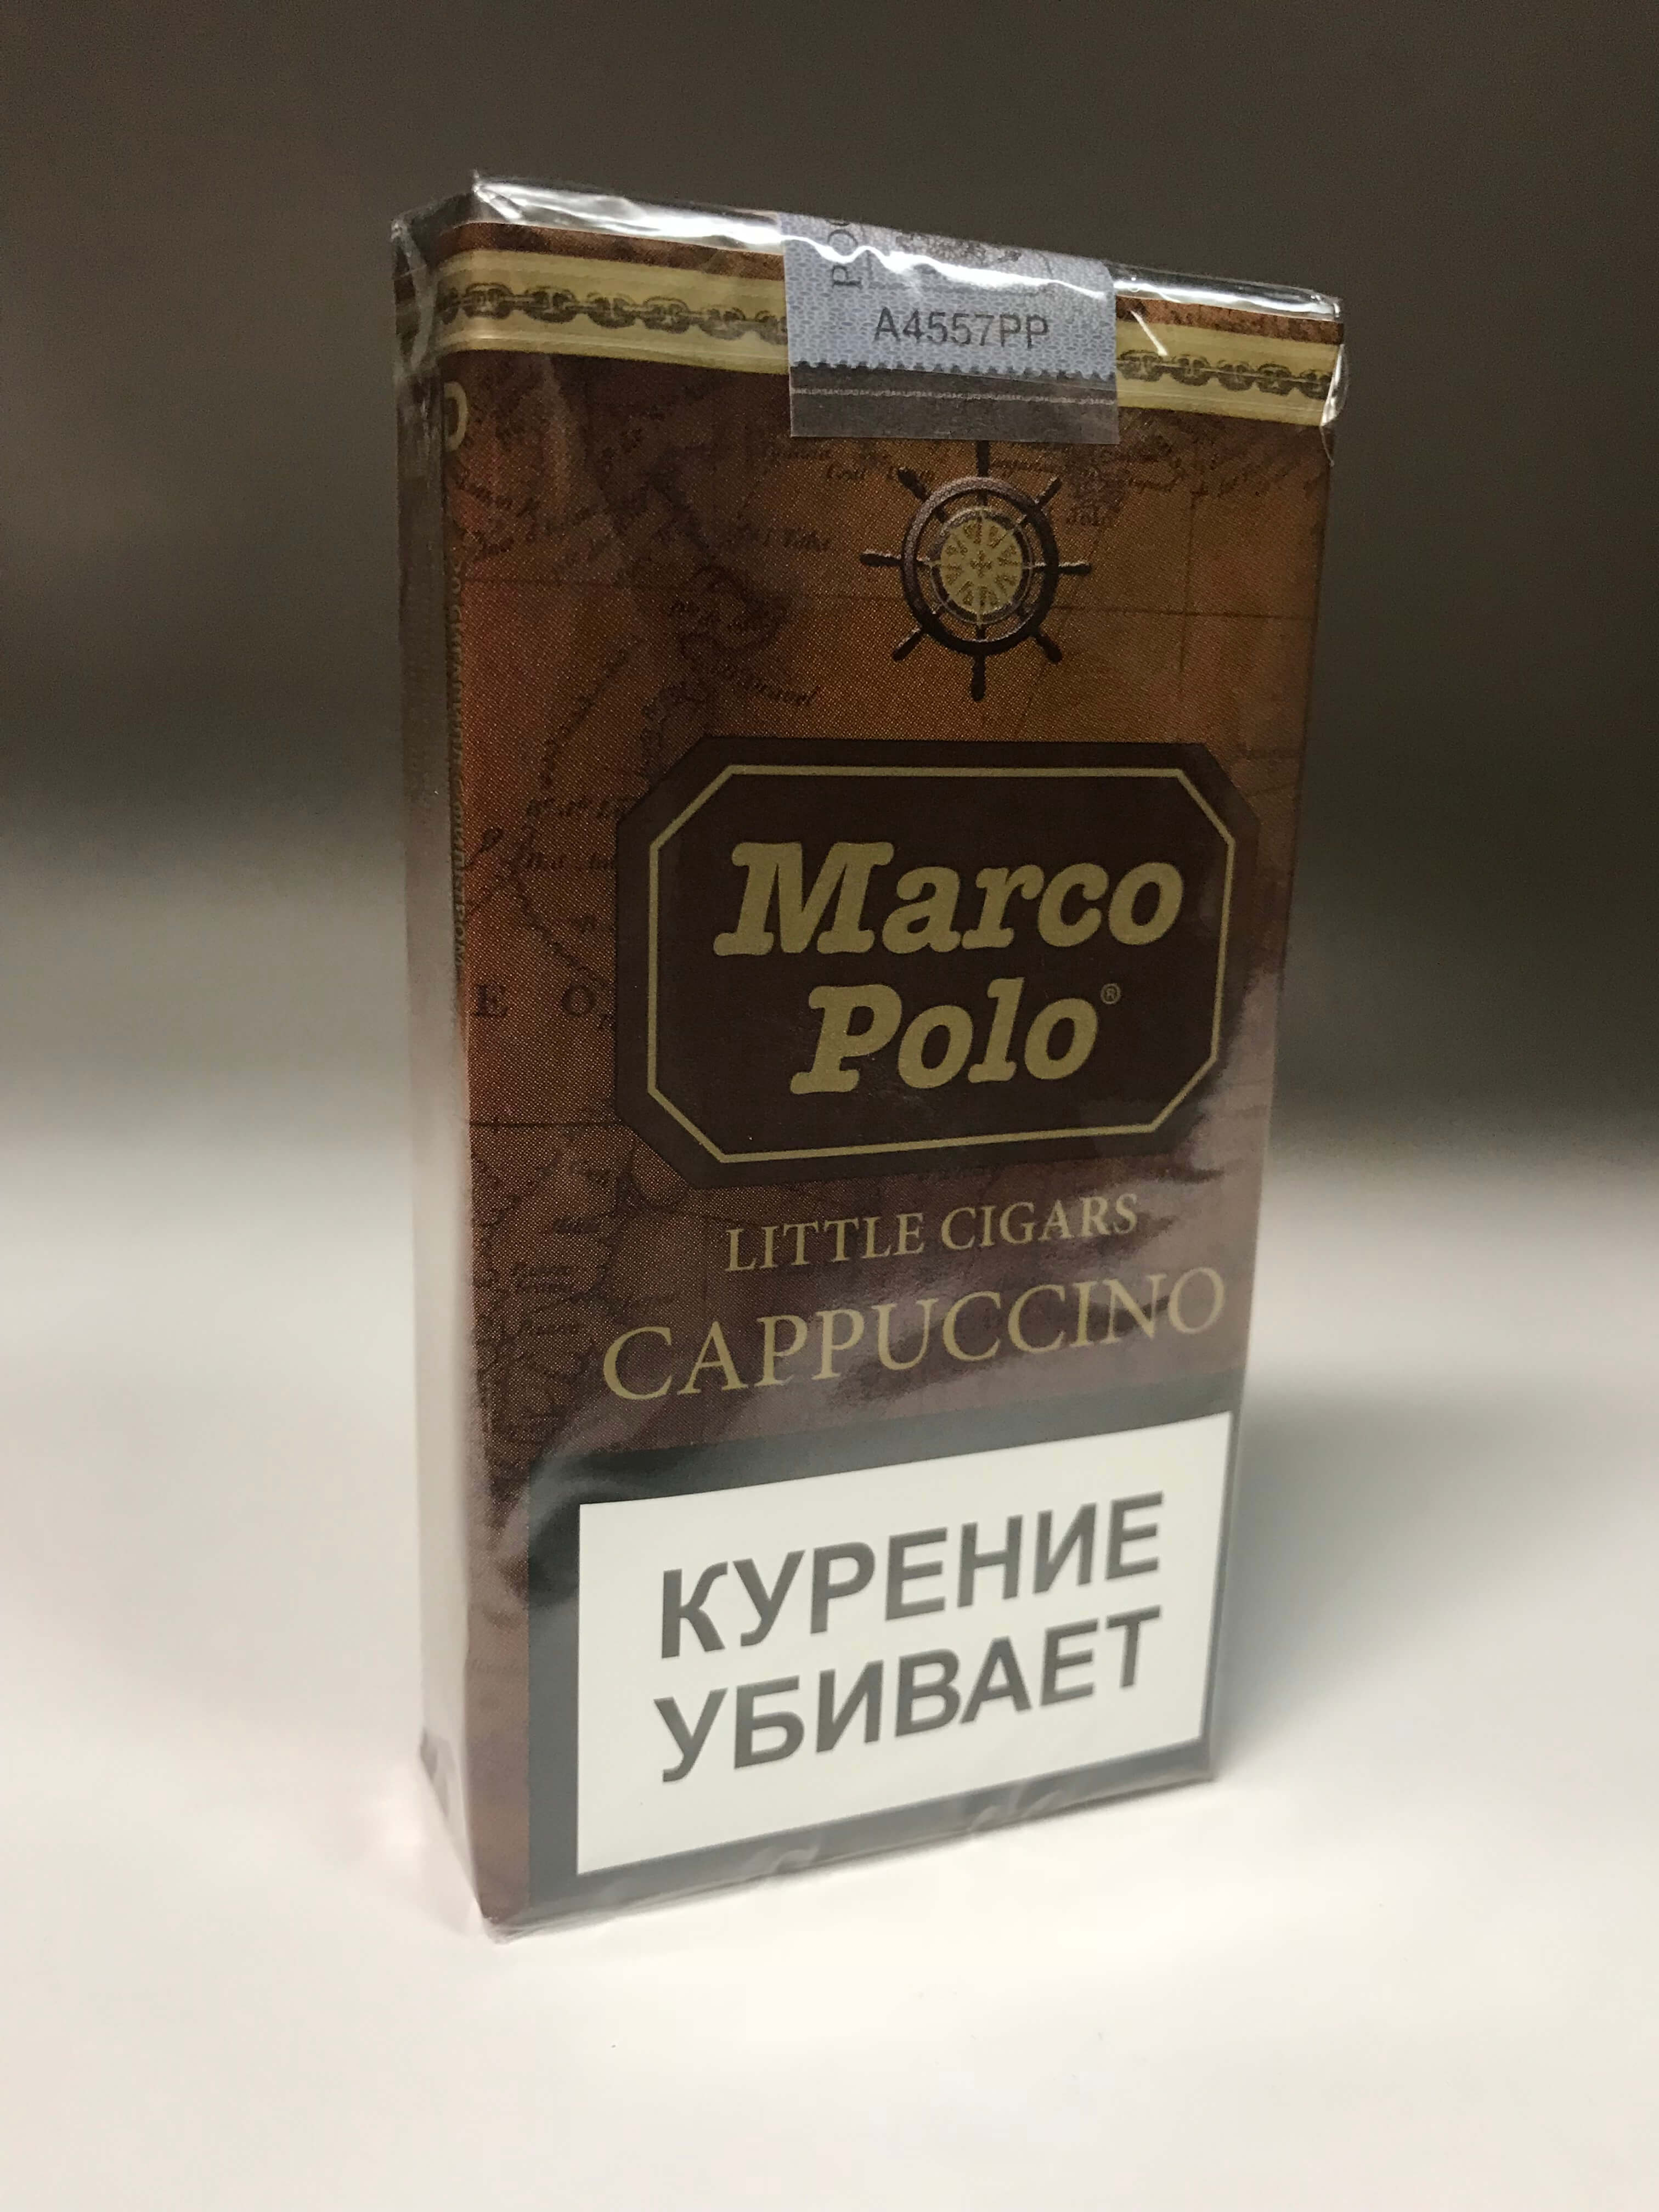 A4557PP
Marco
Polo®
LITTLE CIGARS
CAPPUCCINO
КУРЕНИЕ
УБИВАЕТ